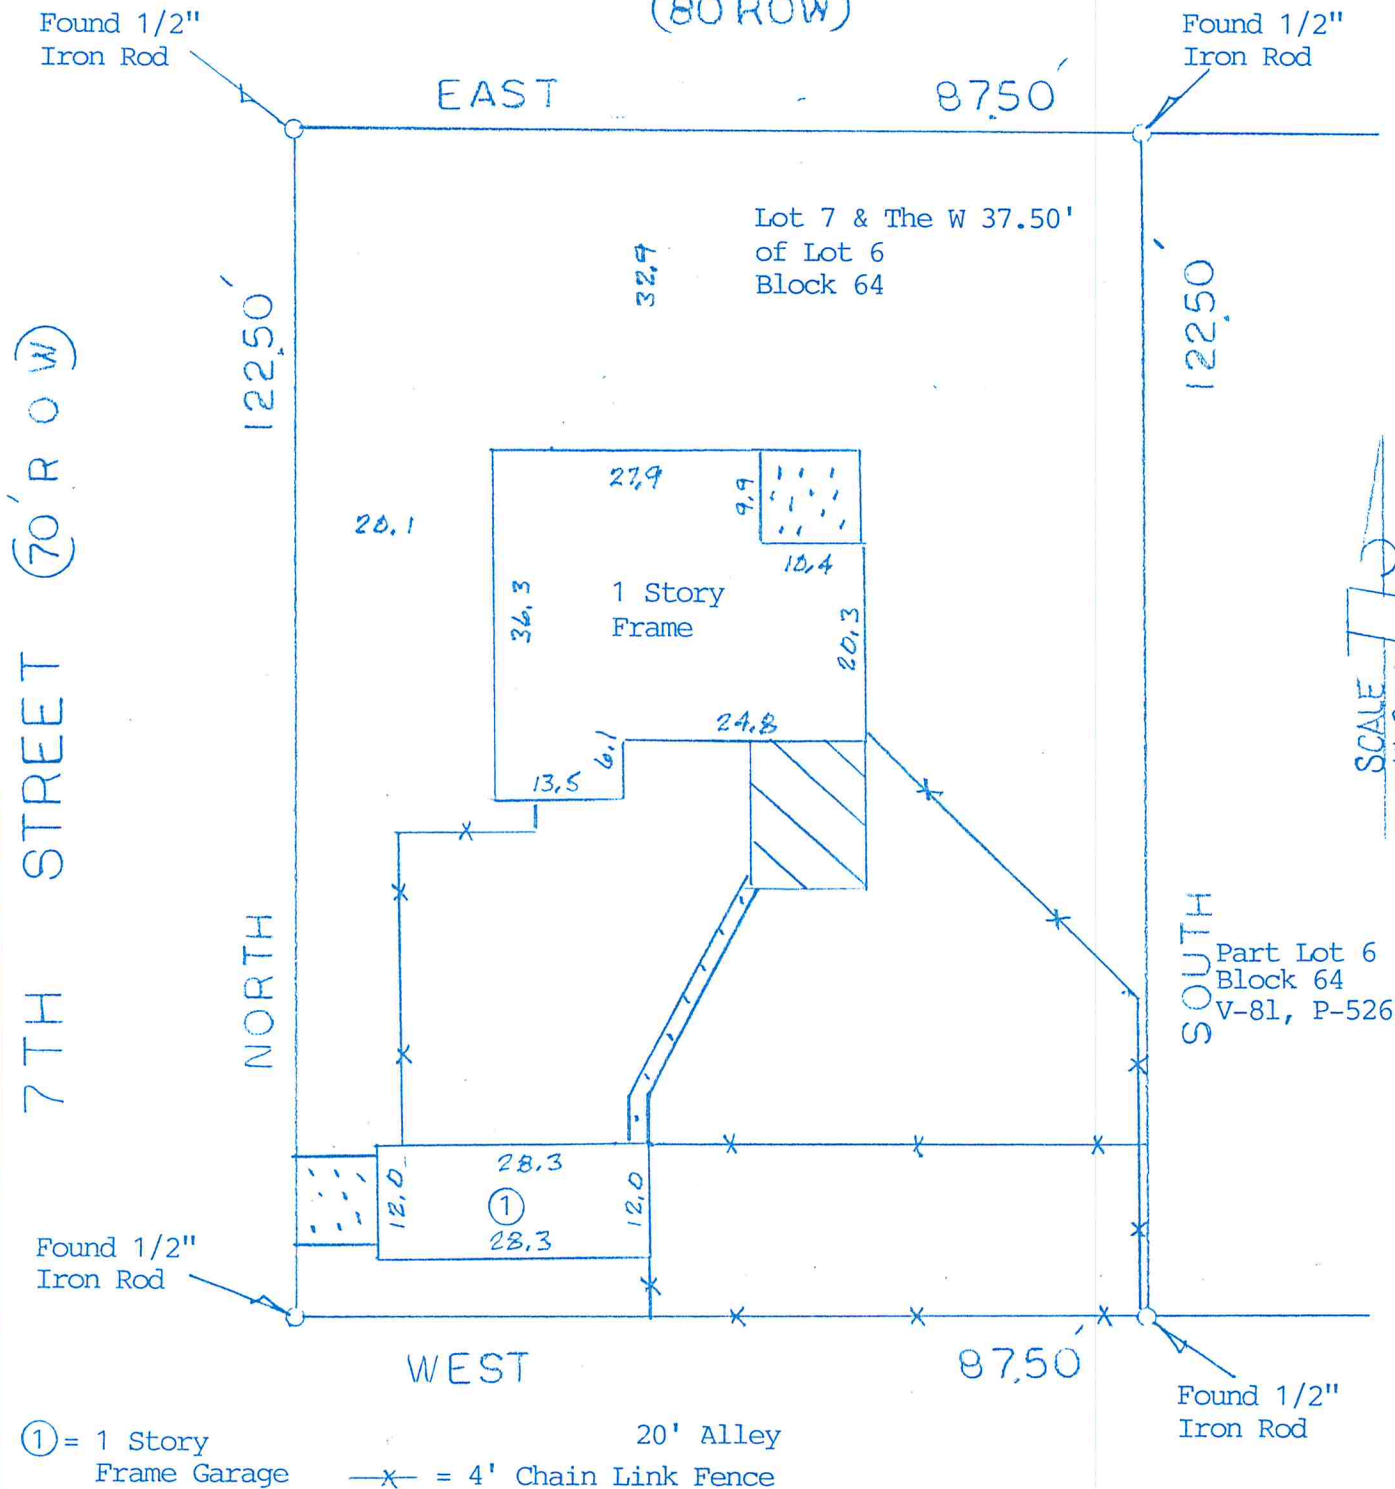 (80 ROW)
Found 1/2"
Iron Rod
Found 1/2"
Iron Rod
EAST
87.50'
Lot 7 & The W 37.50'
of Lot 6
Block 64
32.9
122.50'
122.50'
7TH STREET (70' ROW)
27.9
9.9
20.1
10.4
1 Story
Frame
36.3
20.3
24.8
6.1
13.5
SCALE
NORTH
SOUTH
Part Lot 6
Block 64
V-81, P-526
28.3
12.0
1
12.0
28.3
Found 1/2"
Iron Rod
WEST
87.50'
Found 1/2"
Iron Rod
1 = 1 Story
Frame Garage
20' Alley
x = 4' Chain Link Fence